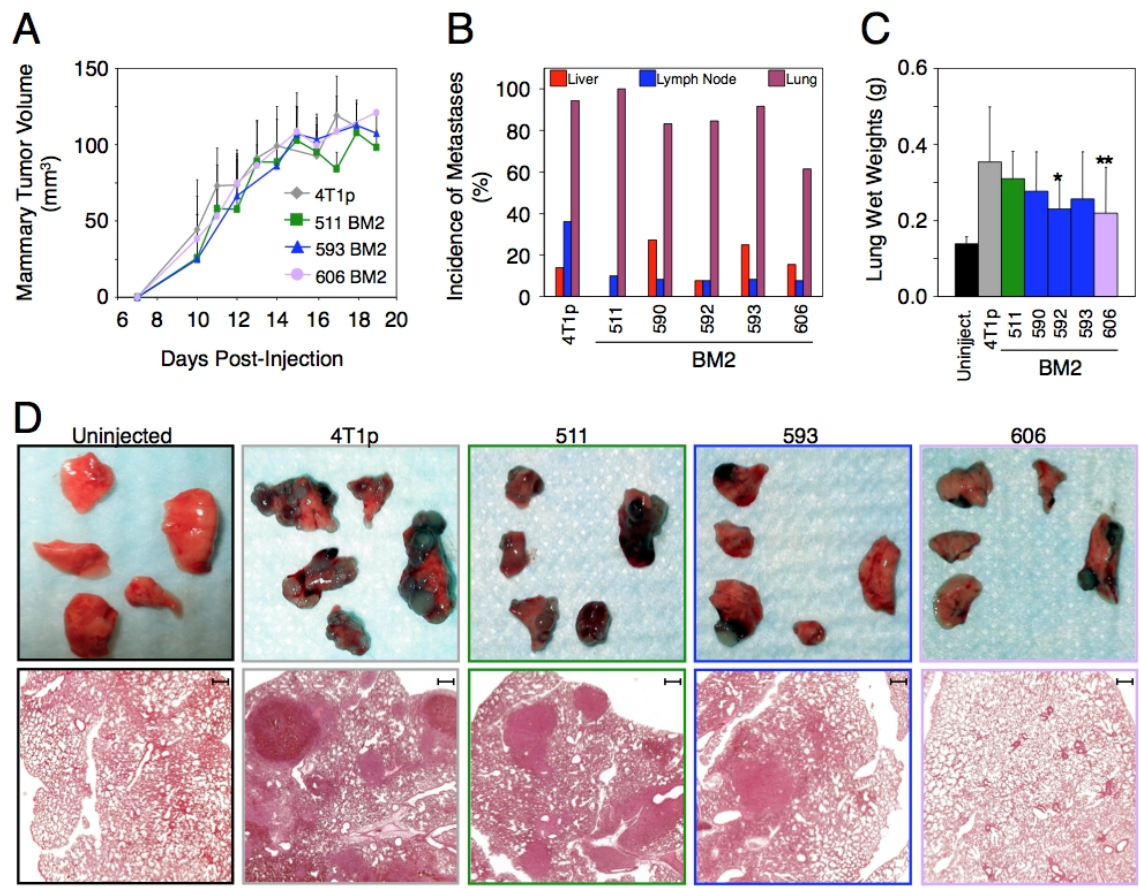 A
Mammary Tumor Volume
(mm³)
150
100
50
0
6 8 10 12 14 16 18 20
Days Post-Injection
4T1p
511 BM2
593 BM2
606 BM2
B
Incidence of Metastases
(%)
100
80
60
40
20
0
Liver Lymph Node Lung
4T1p 511 590 592 593 606
BM2
C
Lung Wet Weights (g)
0.6
0.4
0.2
0.0
* **
Uninjject. 4T1p 511 590 592 593 606
BM2
D
Uninjected 4T1p 511 593 606